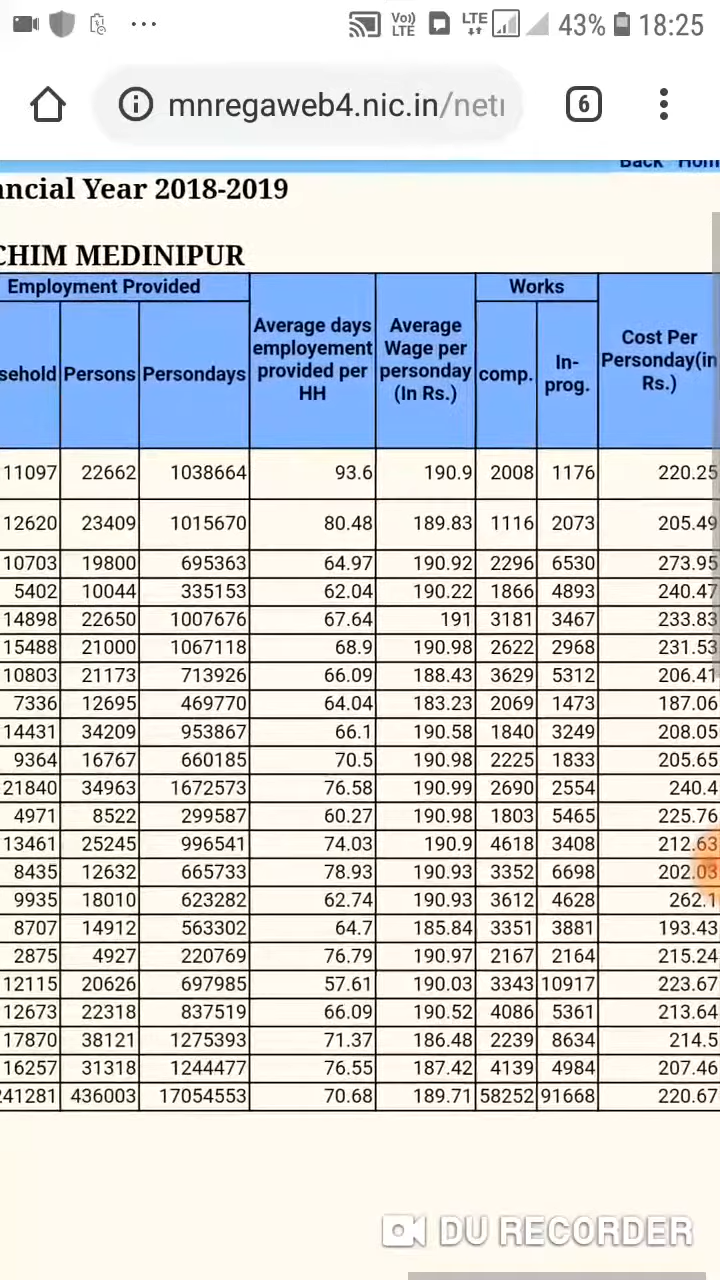 43% 18:25
mnregaweb4.nic.in/net 6
Back Hom
ancial Year 2018-2019
CHIM MEDINIPUR
Employment Provided Average days employement provided per HH Average Wage per personday (In Rs.) Works Cost Per Personday(in Rs.)
sehold Persons Persondays comp. In-prog.
11097 22662 1038664 93.6 190.9 2008 1176 220.25
12620 23409 1015670 80.48 189.83 1116 2073 205.49
10703 19800 695363 64.97 190.92 2296 6530 273.95
5402 10044 335153 62.04 190.22 1866 4893 240.47
14898 22650 1007676 67.64 191 3181 3467 233.83
15488 21000 1067118 68.9 190.98 2622 2968 231.53
10803 21173 713926 66.09 188.43 3629 5312 206.41
7336 12695 469770 64.04 183.23 2069 1473 187.06
14431 34209 953867 66.1 190.58 1840 3249 208.05
9364 16767 660185 70.5 190.98 2225 1833 205.65
21840 34963 1672573 76.58 190.99 2690 2554 240.4
4971 8522 299587 60.27 190.98 1803 5465 225.76
13461 25245 996541 74.03 190.9 4618 3408 212.63
8435 12632 665733 78.93 190.93 3352 6698 202.03
9935 18010 623282 62.74 190.93 3612 4628 262.1
8707 14912 563302 64.7 185.84 3351 3881 193.43
2875 4927 220769 76.79 190.97 2167 2164 215.24
12115 20626 697985 57.61 190.03 3343 10917 223.67
12673 22318 837519 66.09 190.52 4086 5361 213.64
17870 38121 1275393 71.37 186.48 2239 8634 214.5
16257 31318 1244477 76.55 187.42 4139 4984 207.46
241281 436003 17054553 70.68 189.71 58252 91668 220.67
DU RECORDER